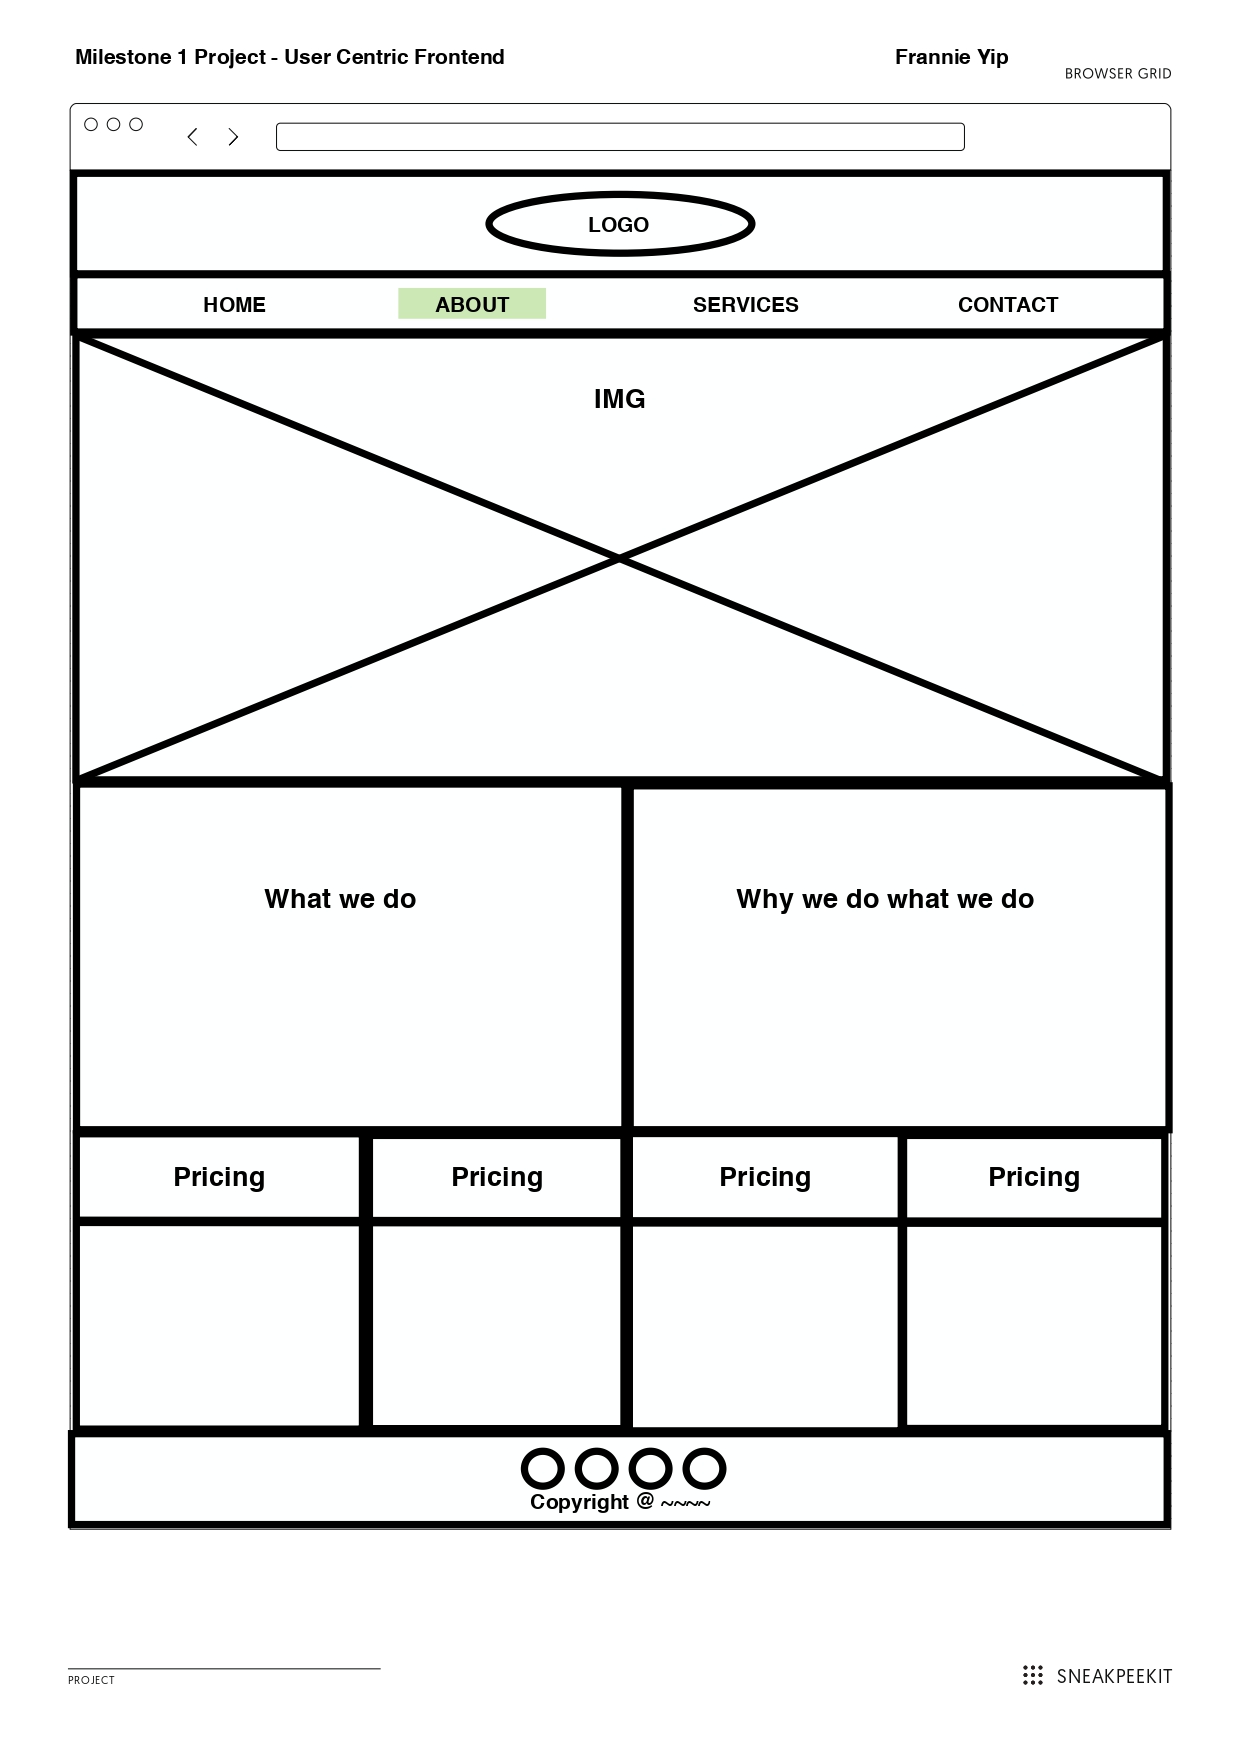 Milestone 1 Project - User Centric Frontend
Frannie Yip
BROWSER GRID
LOGO
HOME ABOUT SERVICES CONTACT
IMG
What we do
Why we do what we do
Pricing Pricing Pricing Pricing
Copyright @ ~~~~
PROJECT
SNEAKPEEKIT